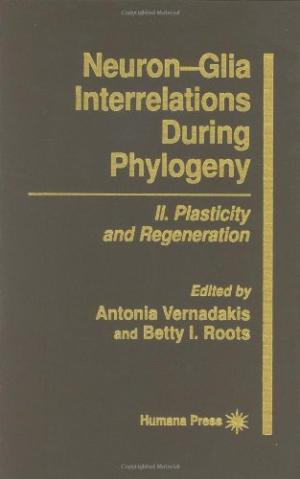 Neuron–Glia
Interrelations
During
Phylogeny
II. Plasticity
and Regeneration
Edited by
Antonia Vernadakis
and Betty I. Roots
Humana Press